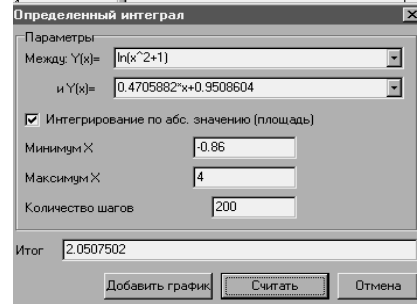 Определенный интеграл
Параметры
Между: Y(x)= ln(x^2+1)
и Y(x)= 0.4705882*x+0.9508604
Интегрирование по абс. значению (площадь)
Минимум X -0.86
Максимум X 4
Количество шагов 200
Итог 2.0507502
Добавить график Считать Отмена